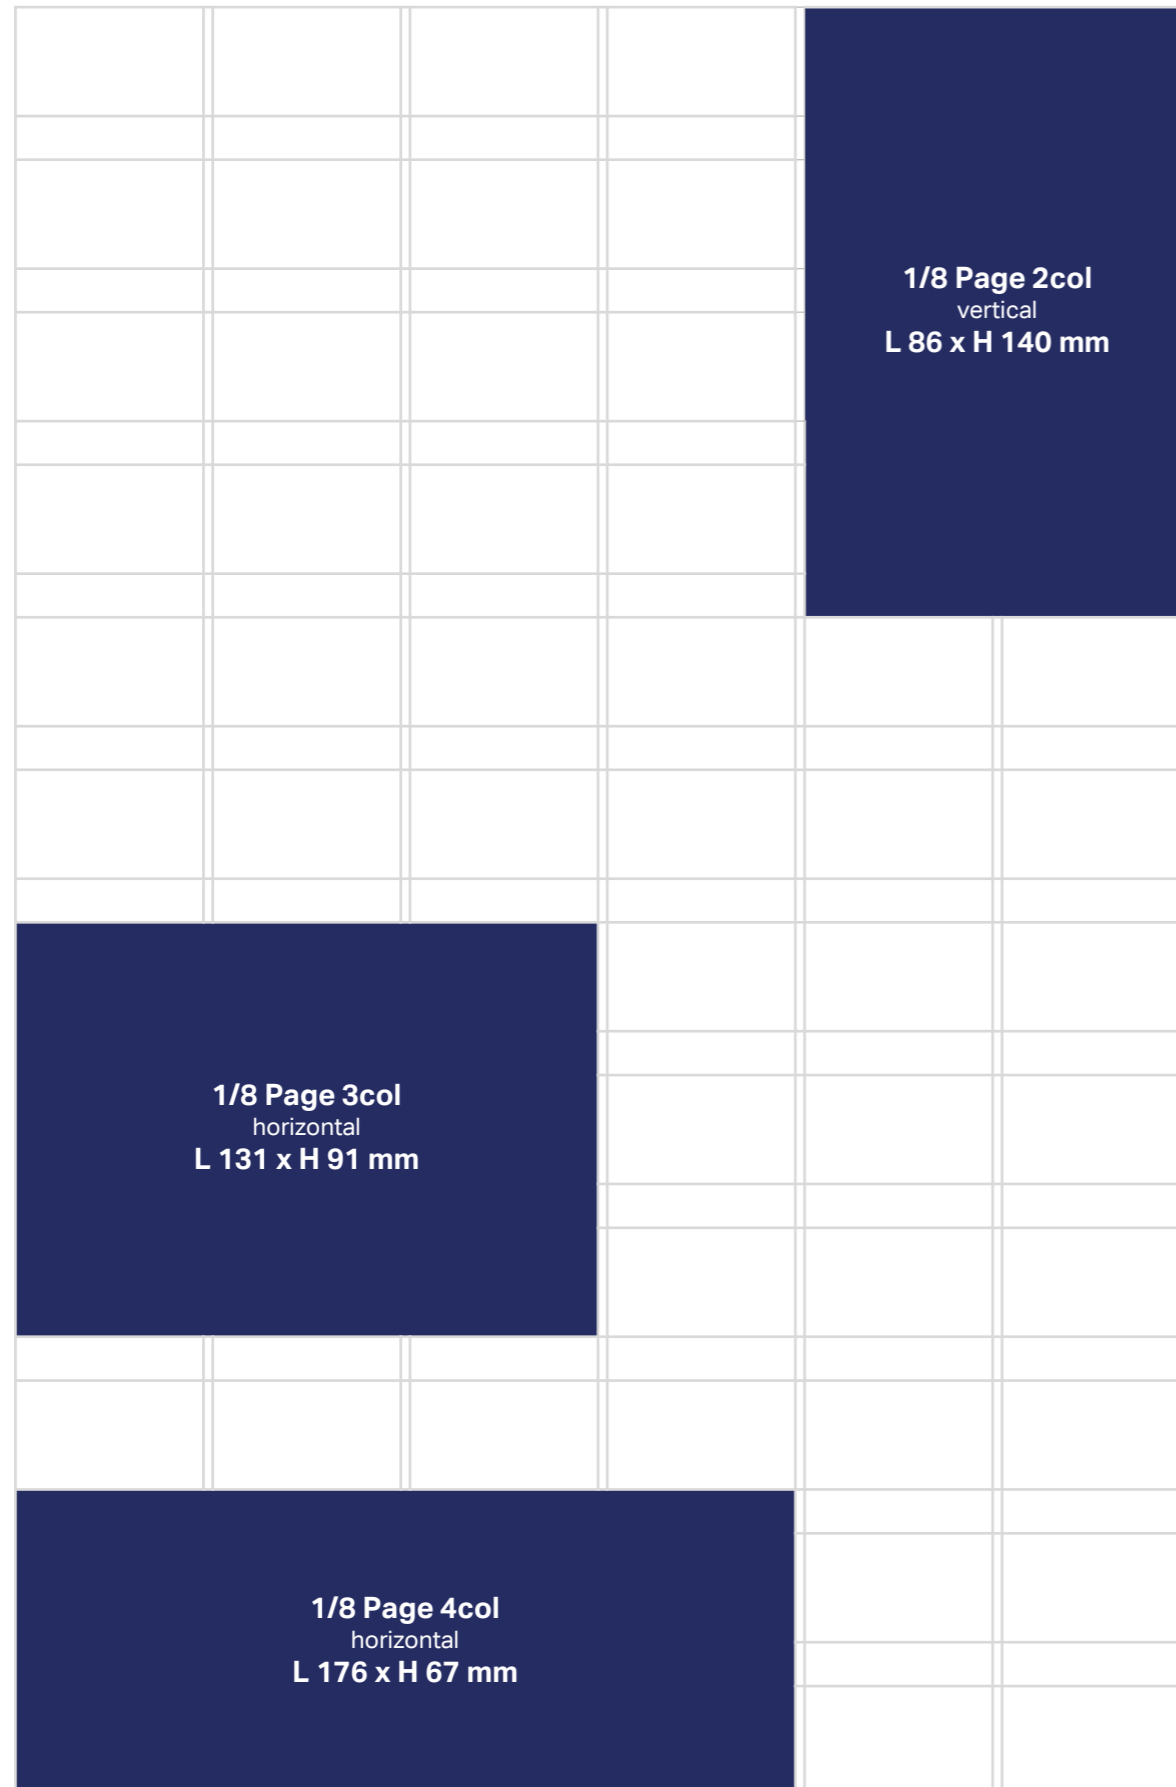 1/8 Page 2col
vertical
L 86 x H 140 mm
1/8 Page 3col
horizontal
L 131 x H 91 mm
1/8 Page 4col
horizontal
L 176 x H 67 mm